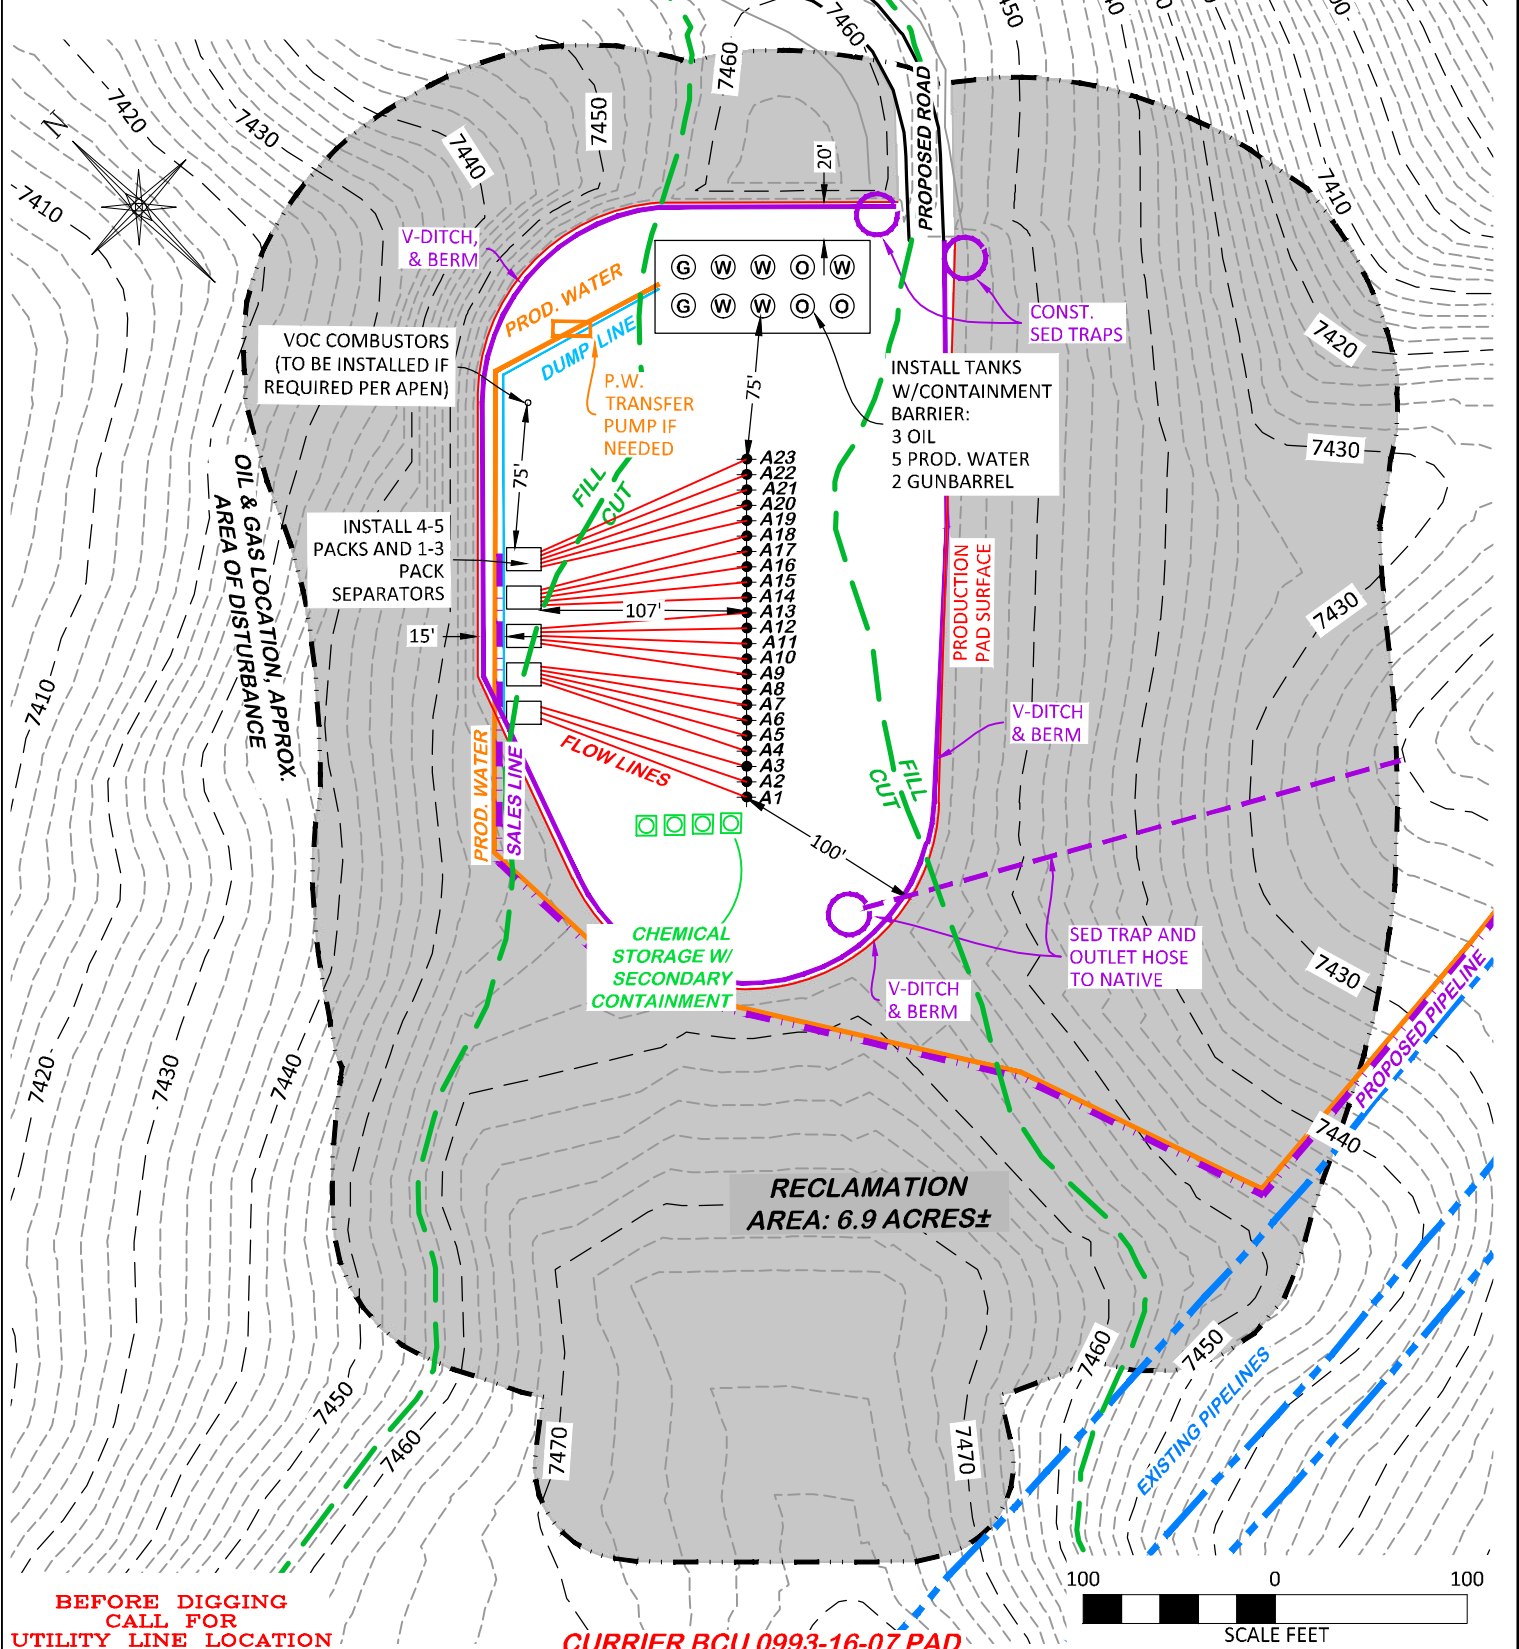 7460
7450
7460
7420
7430
7440
7450
7410
7410
N
20'
PROPOSED ROAD
V-DITCH,
& BERM
PROD. WATER
DUMP LINE
G W W O W
G W W O O
CONST.
SED TRAPS
7420
VOC COMBUSTORS
(TO BE INSTALLED IF
REQUIRED PER APEN)
P.W.
TRANSFER
PUMP IF
NEEDED
75'
INSTALL TANKS
W/CONTAINMENT
BARRIER:
3 OIL
5 PROD. WATER
2 GUNBARREL
7430
75'
FILL
CUT
A23
A22
A21
A20
A19
A18
A17
A16
A15
A14
A13
A12
A11
A10
A9
A8
A7
A6
A5
A4
A3
A2
A1
OIL & GAS LOCATION, APPROX.
AREA OF DISTURBANCE
INSTALL 4-5
PACKS AND 1-3
PACK
SEPARATORS
107'
15'
PRODUCTION
PAD SURFACE
7430
7410
V-DITCH
& BERM
FLOW LINES
PROD. WATER
SALES LINE
FILL
CUT
100'
CHEMICAL
STORAGE W/
SECONDARY
CONTAINMENT
SED TRAP AND
OUTLET HOSE
TO NATIVE
V-DITCH
& BERM
7430
PROPOSED PIPELINE
7420
7430
7440
7440
RECLAMATION
AREA: 6.9 ACRES±
7460
7450
EXISTING PIPELINES
7450
7460
7470
7470
100 0 100
SCALE FEET
BEFORE DIGGING
CALL FOR
UTILITY LINE LOCATION
CURRIER BCU 0993-16-07 PAD